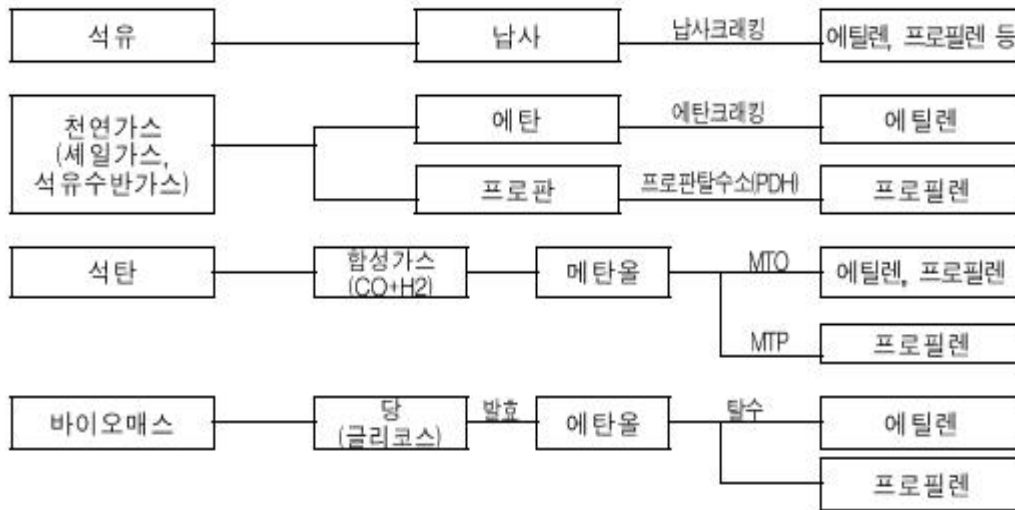 석유
납사
납사크래킹
에틸렌, 프로필렌 등
천연가스
(셰일가스,
석유수반가스)
에탄
에탄크래킹
에틸렌
프로판
프로판탈수소(PDH)
프로필렌
석탄
합성가스
(CO+H2)
메탄올
MTO
에틸렌, 프로필렌
MTP
프로필렌
바이오매스
당
(글리코스)
발효
에탄올
탈수
에틸렌
프로필렌